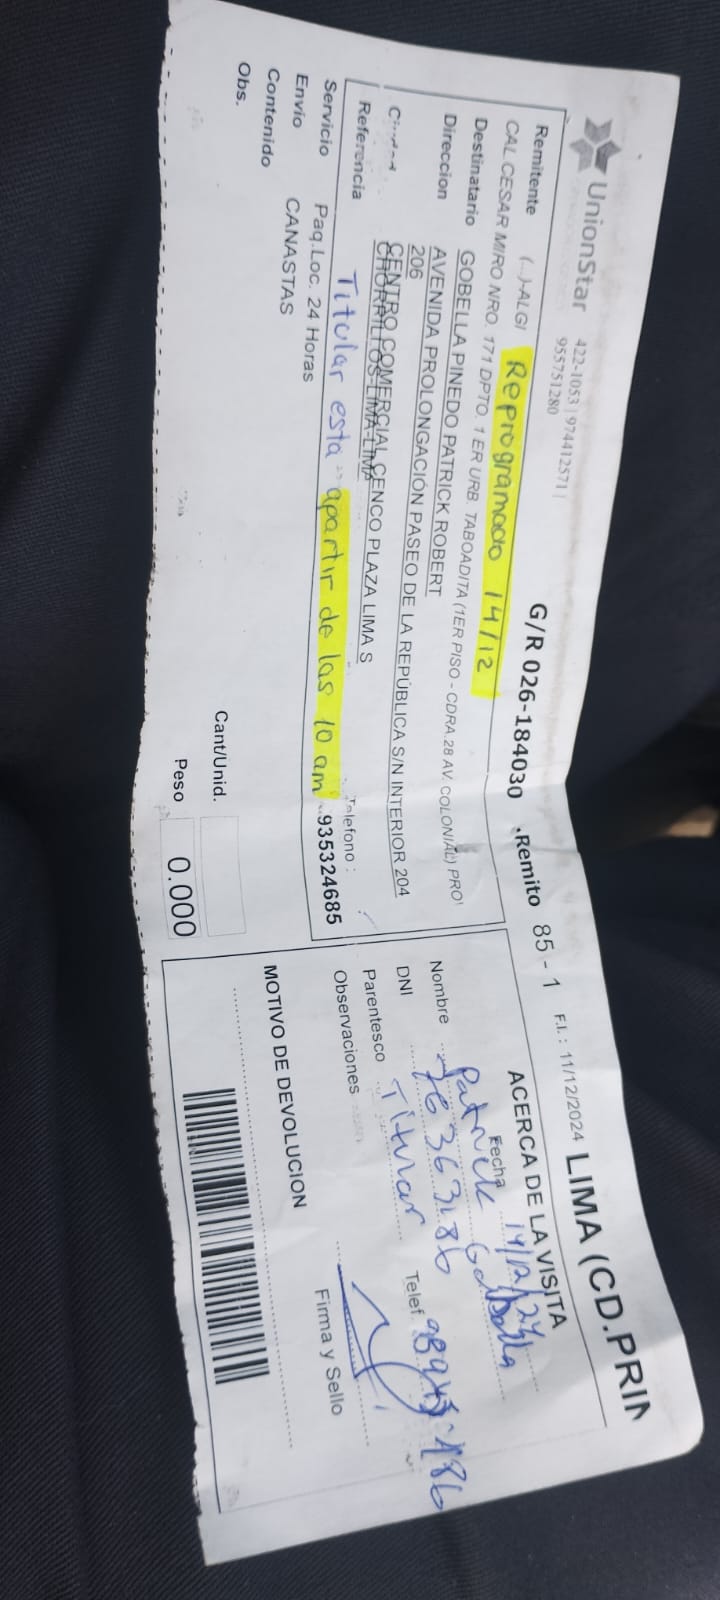 UnionStar
422-1053 | 974412571 |
955751280
G/R 026-184030 Remito 85 - 1 F.I. : 11/12/2024 LIMA (CD.PRIN
Remitente (...)-ALGI Reprogramado 14/12
CAL.CESAR MIRO NRO. 171 DPTO. 1 ER URB. TABOADITA (1ER PISO - CDRA.28 AV. COLONIAL) PRO
Destinatario GOBELLA PINEDO PATRICK ROBERT
Direccion AVENIDA PROLONGACIÓN PASEO DE LA REPÚBLICA S/N INTERIOR 204
206
CENTRO COMERCIAL CENCO PLAZA LIMA S
CHORRILLOS-LIMA-LIMA
Referencia
Telefono :
Titular esta apartir de las 10 am
935324685
Servicio Paq.Loc. 24 Horas
Envio CANASTAS
Contenido
Obs.
Cant/Unid.
Peso 0.000
ACERCA DE LA VISITA
Fecha 14/12/24
Nombre Patrick
DNI
Parentesco Titular Telef
Observaciones
Firma y Sello
MOTIVO DE DEVOLUCION